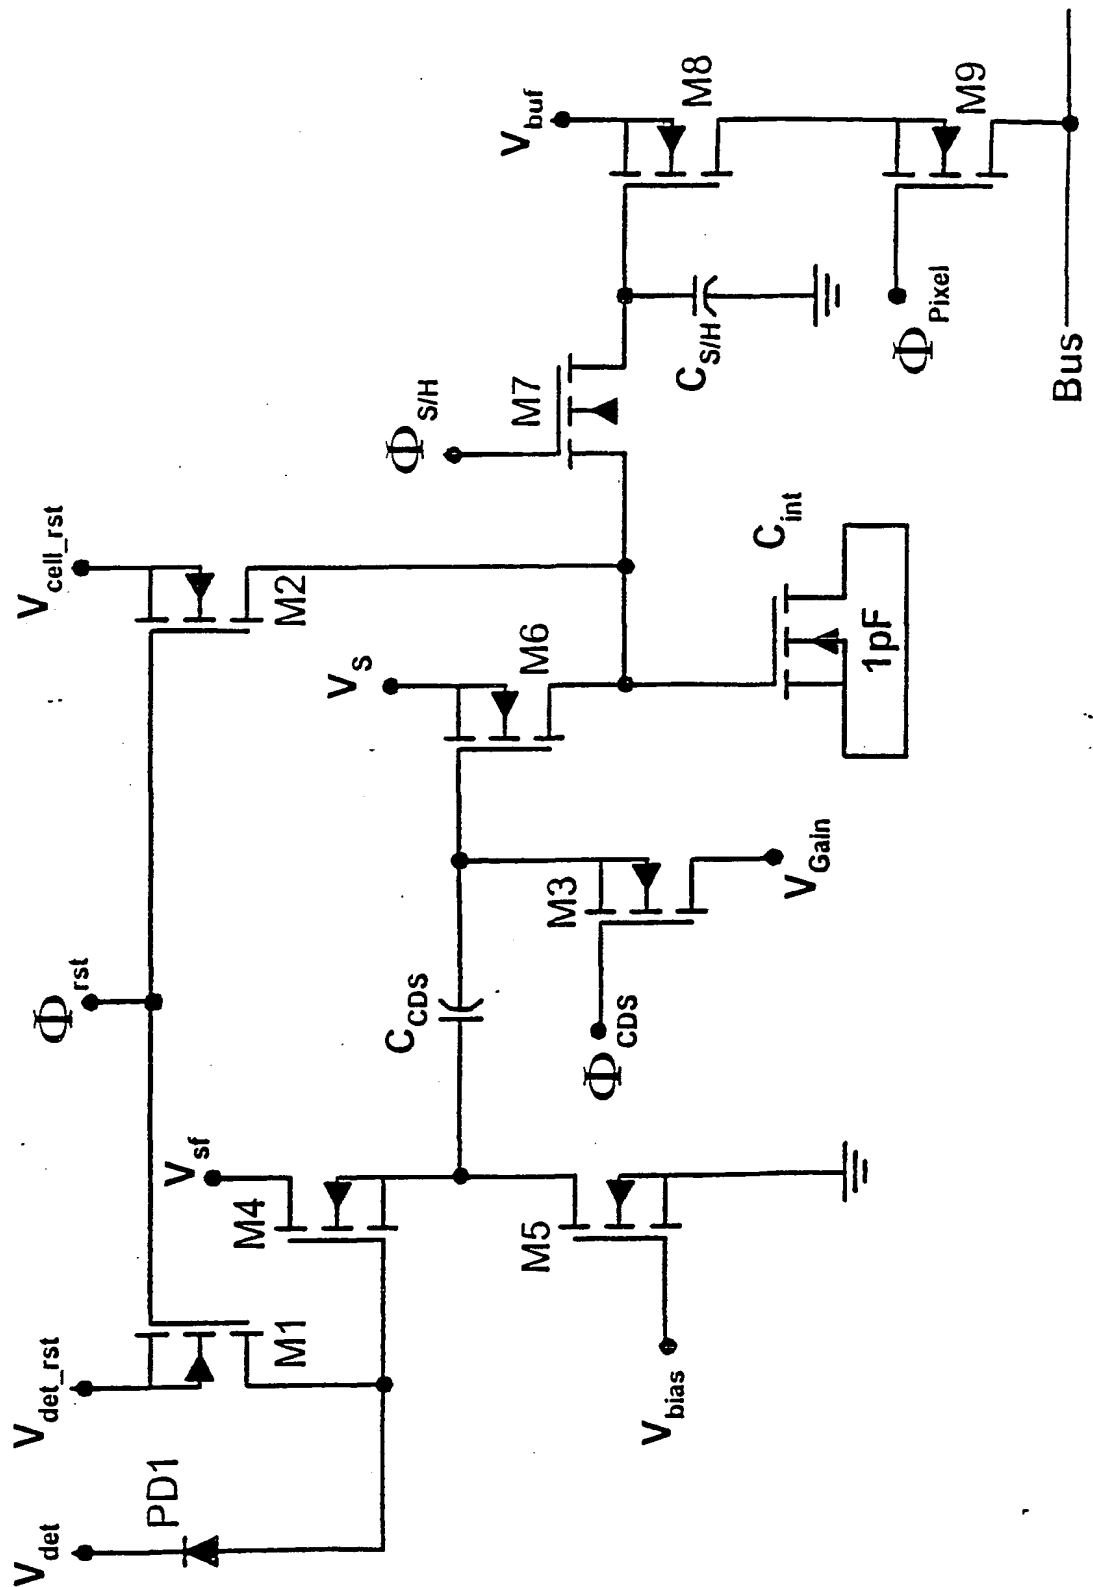 V_det
PD1
V_det_rst
M1
Φ_rst
V_cell_rst
M2
V_sf
M4
M5
V_bias
C_CDS
Φ_CDS
M3
V_Gain
V_S
M6
C_int
1pF
Φ_S/H
M7
C_S/H
V_buf
M8
Φ_Pixel
M9
Bus